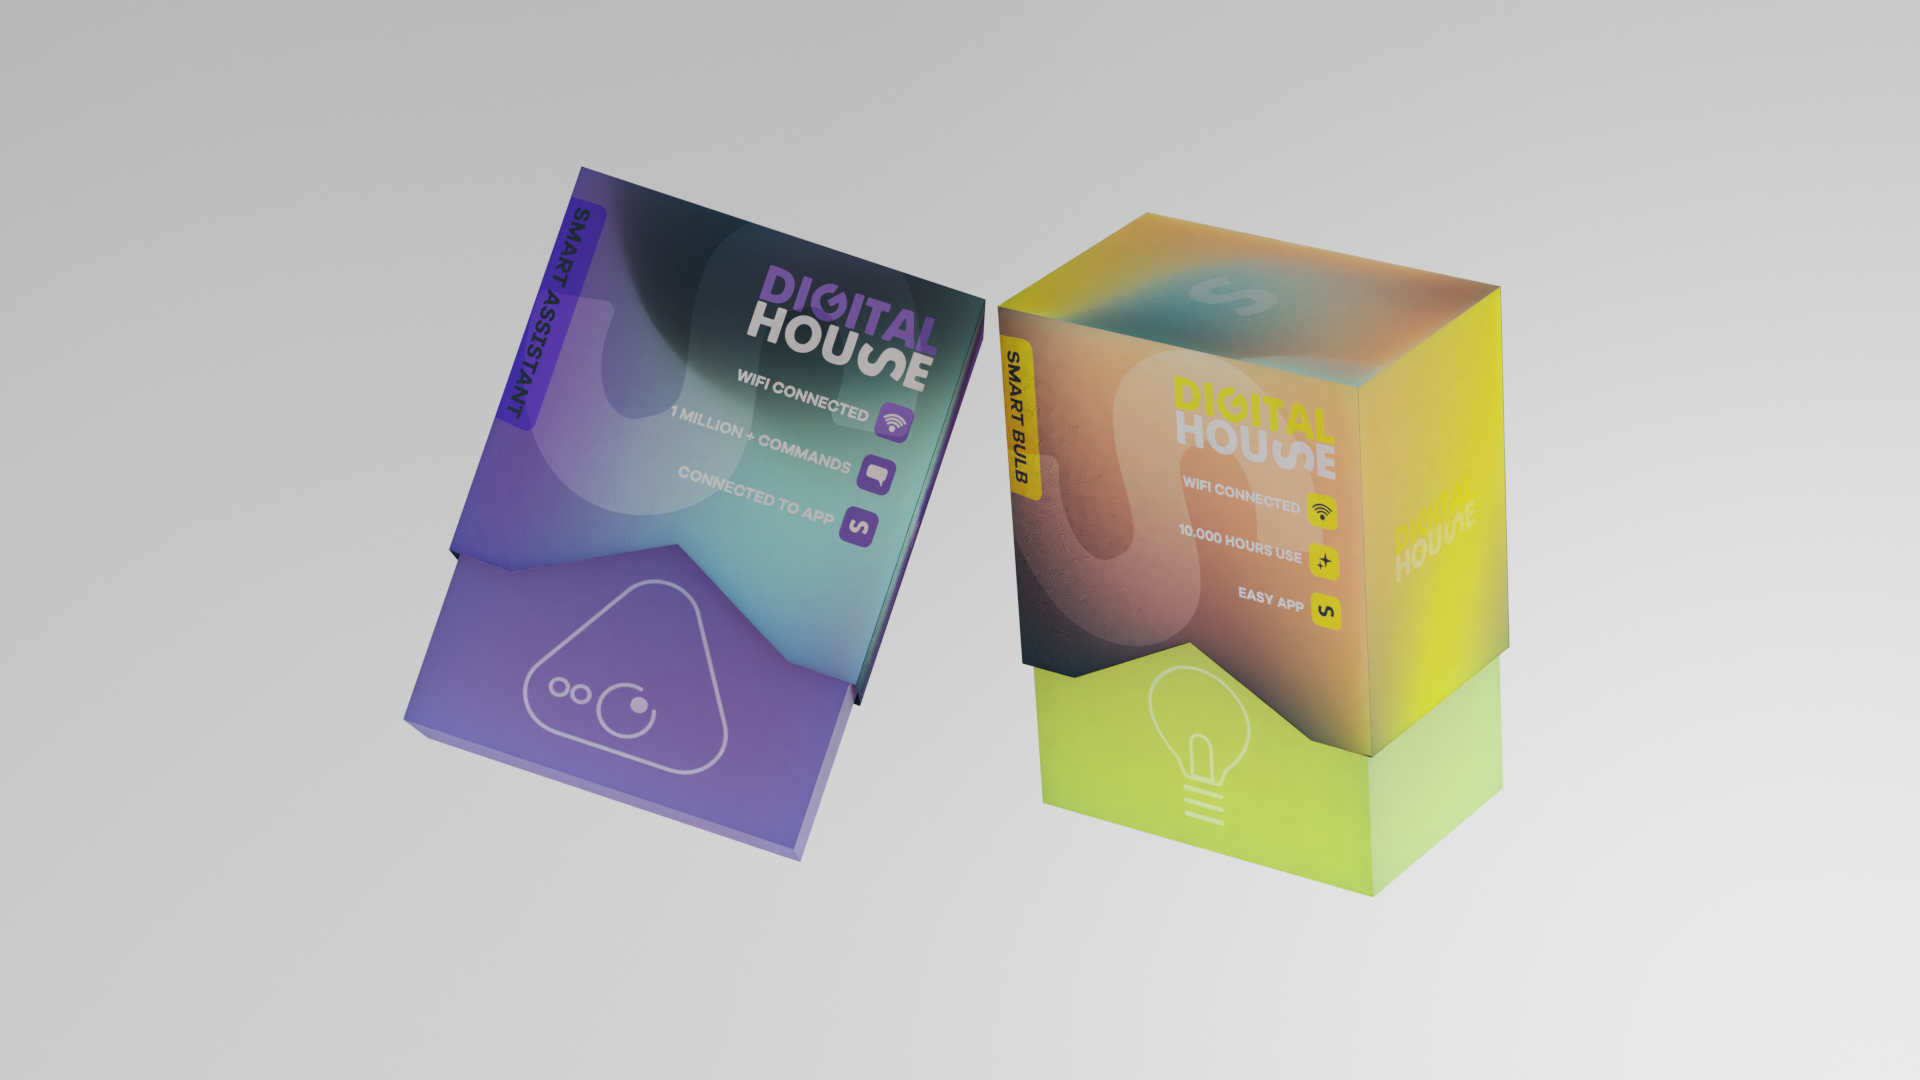 SMART ASSISTANT
DIGITAL
HOUSE
WIFI CONNECTED
1 MILLION + COMMANDS
CONNECTED TO APP
S
S
SMART BULB
DIGITAL
HOUSE
WIFI CONNECTED
10.000 HOURS USE
EASY APP
S
DIGITAL
HOUSE